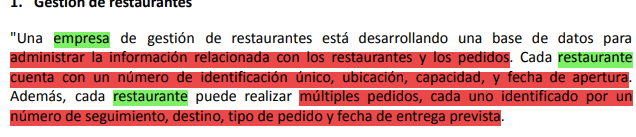 1. Gestión de restaurantes
"Una empresa de gestión de restaurantes está desarrollando una base de datos para
administrar la información relacionada con los restaurantes y los pedidos. Cada restaurante
cuenta con un número de identificación único, ubicación, capacidad, y fecha de apertura.
Además, cada restaurante puede realizar múltiples pedidos, cada uno identificado por un
número de seguimiento, destino, tipo de pedido y fecha de entrega prevista.